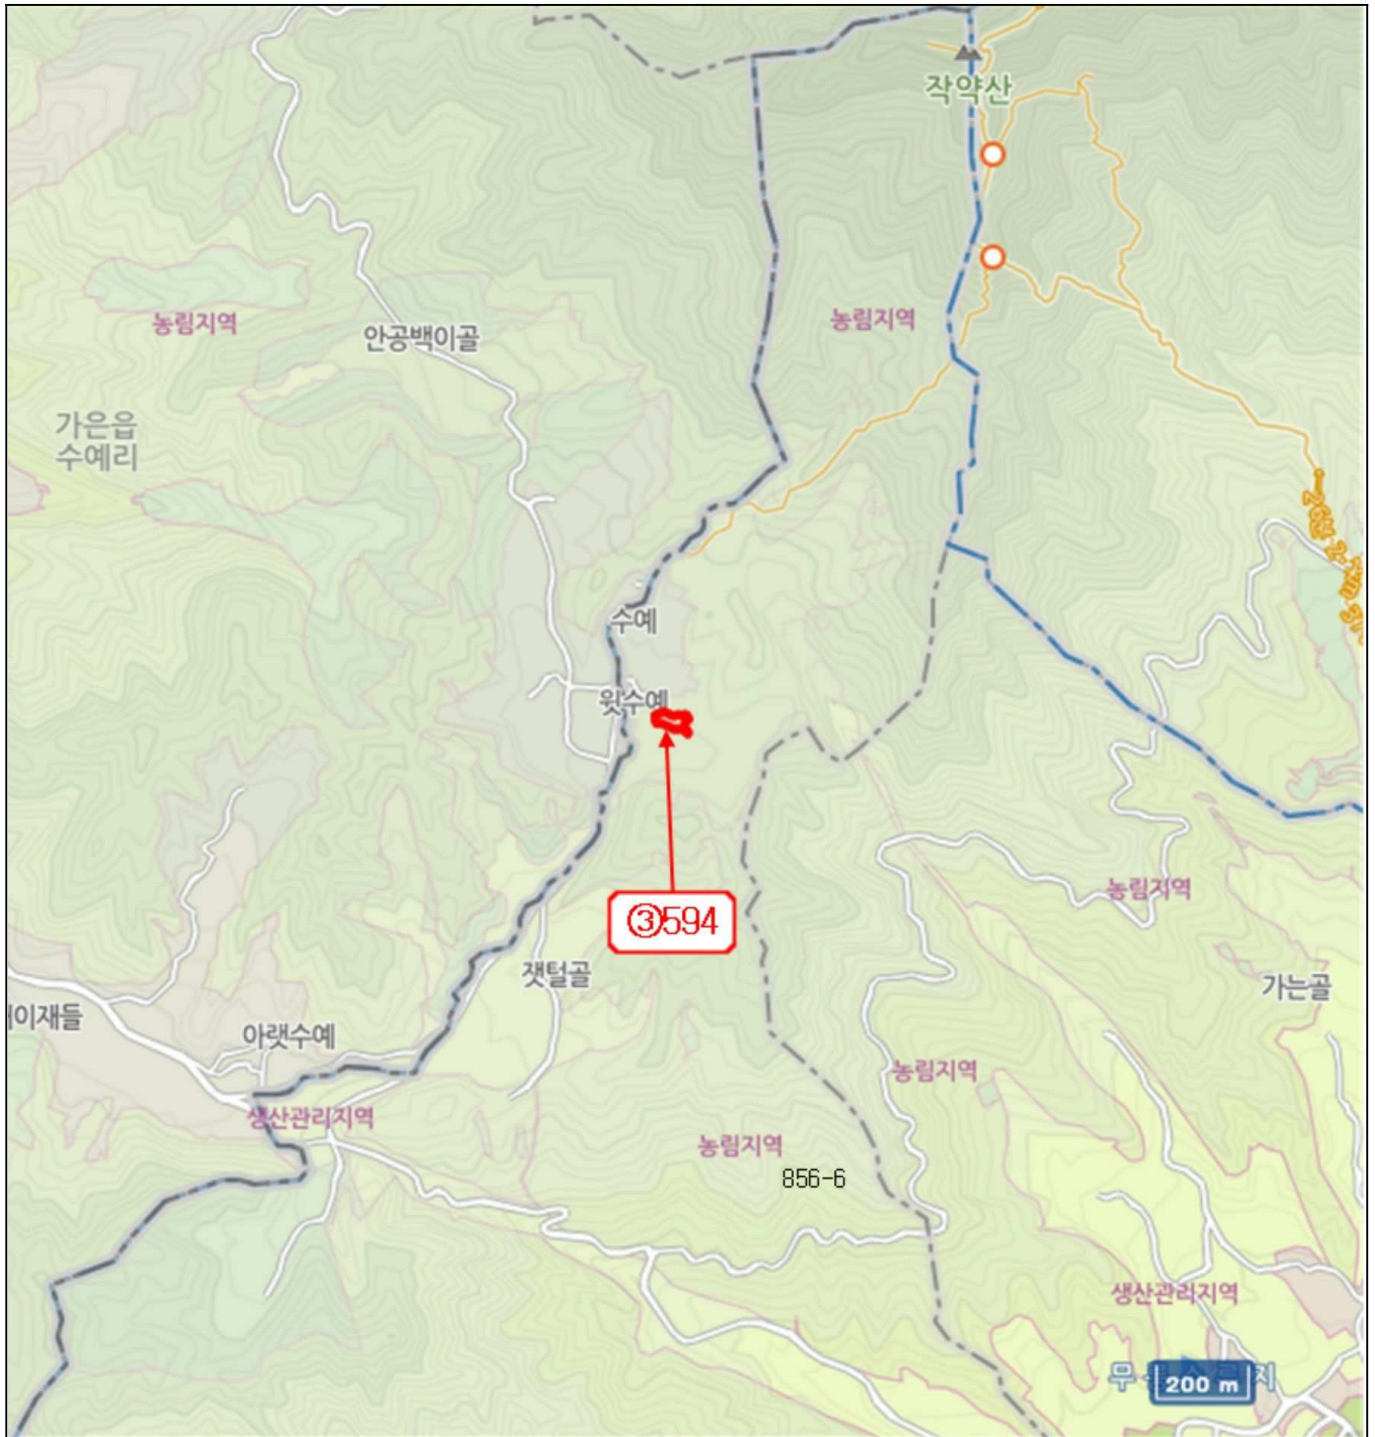 작약산
농림지역
농림지역
안공백이골
가은읍
수예리
수예
윗수예
농림지역
③594
잿털골
가는골
이재들
아랫수예
농림지역
생산관리지역
농림지역
856-6
생산관리지역
200 m